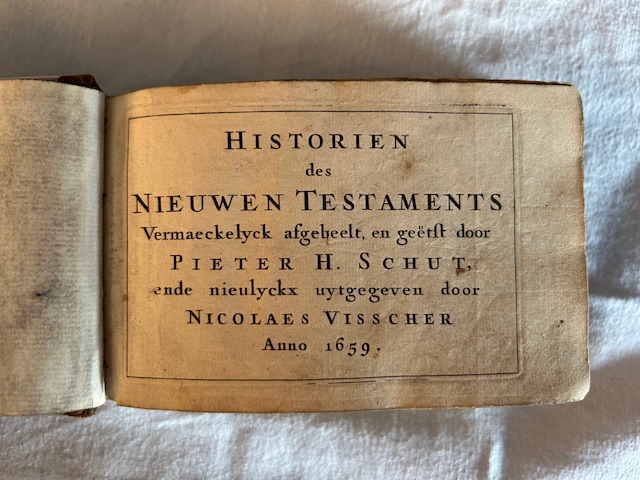 HISTORIEN
des
NIEUWEN TESTAMENTS
Vermaeckelyck afgebeelt, en geëtſt door
PIETER H. SCHUT,
ende nieulyckx uytgegeven door
NICOLAES VISSCHER
Anno 1659.